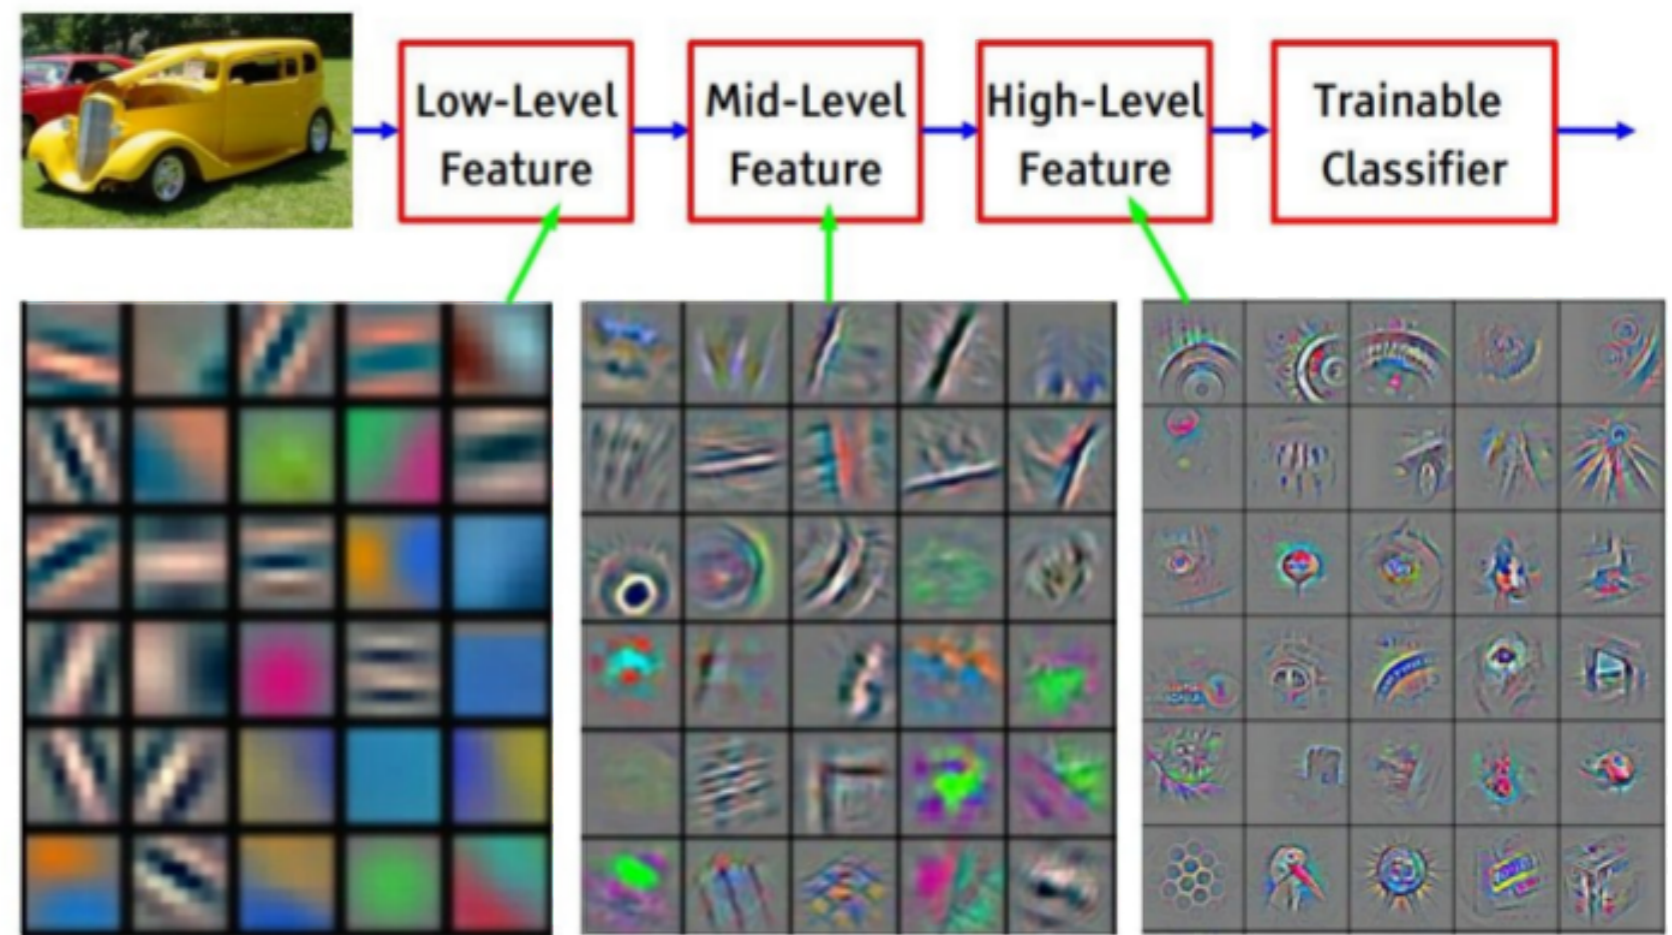 Low-Level
Feature
Mid-Level
Feature
High-Level
Feature
Trainable
Classifier